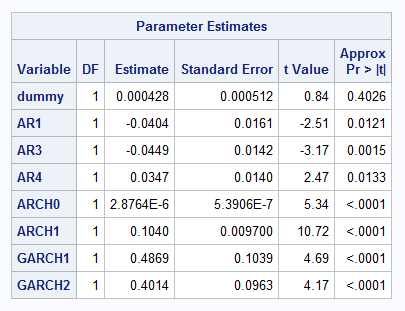 Parameter Estimates
Variable DF Estimate Standard Error t Value Approx Pr > |t|
dummy 1 0.000428 0.000512 0.84 0.4026
AR1 1 -0.0404 0.0161 -2.51 0.0121
AR3 1 -0.0449 0.0142 -3.17 0.0015
AR4 1 0.0347 0.0140 2.47 0.0133
ARCH0 1 2.8764E-6 5.3906E-7 5.34 <.0001
ARCH1 1 0.1040 0.009700 10.72 <.0001
GARCH1 1 0.4869 0.1039 4.69 <.0001
GARCH2 1 0.4014 0.0963 4.17 <.0001